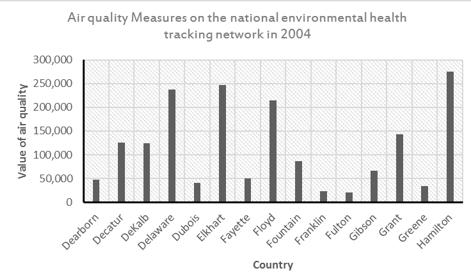 Air quality Measures on the national environmental health
tracking network in 2004
Value of air quality
300,000
250,000
200,000
150,000
100,000
50,000
0
Dearborn
Decatur
DeKalb
Delaware
Dubois
Elkhart
Fayette
Floyd
Fountain
Franklin
Fulton
Gibson
Grant
Greene
Hamilton
Country